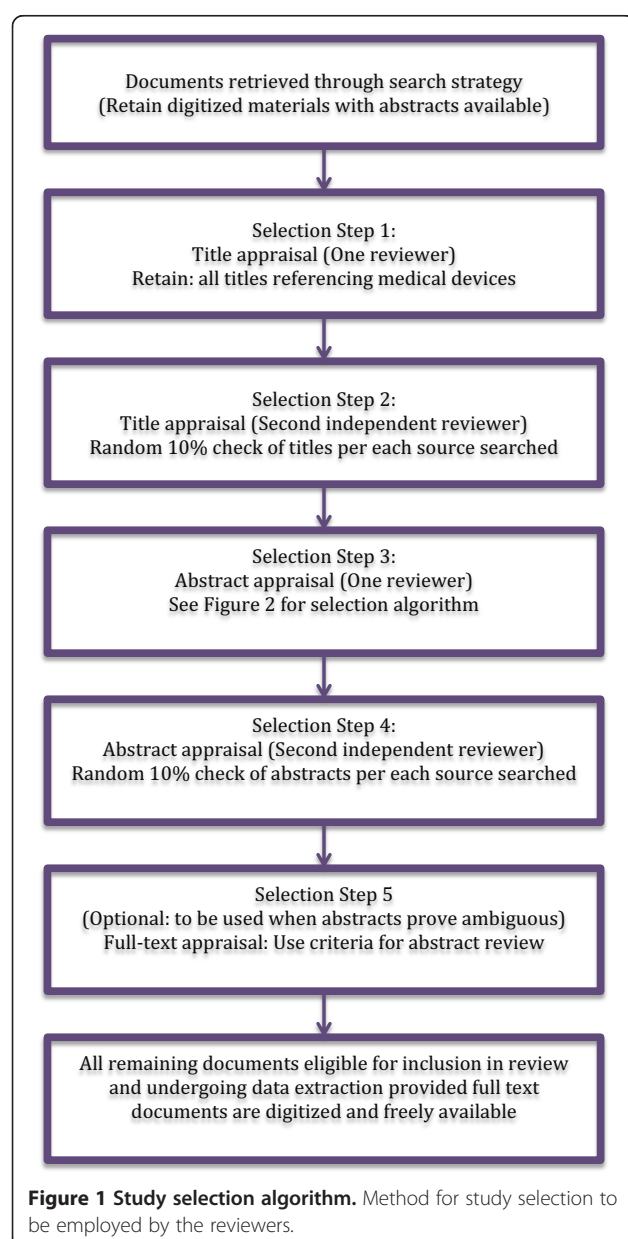 Documents retrieved through search strategy
(Retain digitized materials with abstracts available)
Selection Step 1:
Title appraisal (One reviewer)
Retain: all titles referencing medical devices
Selection Step 2:
Title appraisal (Second independent reviewer)
Random 10% check of titles per each source searched
Selection Step 3:
Abstract appraisal (One reviewer)
See Figure 2 for selection algorithm
Selection Step 4:
Abstract appraisal (Second independent reviewer)
Random 10% check of abstracts per each source searched
Selection Step 5
(Optional: to be used when abstracts prove ambiguous)
Full-text appraisal: Use criteria for abstract review
All remaining documents eligible for inclusion in review
and undergoing data extraction provided full text
documents are digitized and freely available
Figure 1 Study selection algorithm. Method for study selection to
be employed by the reviewers.